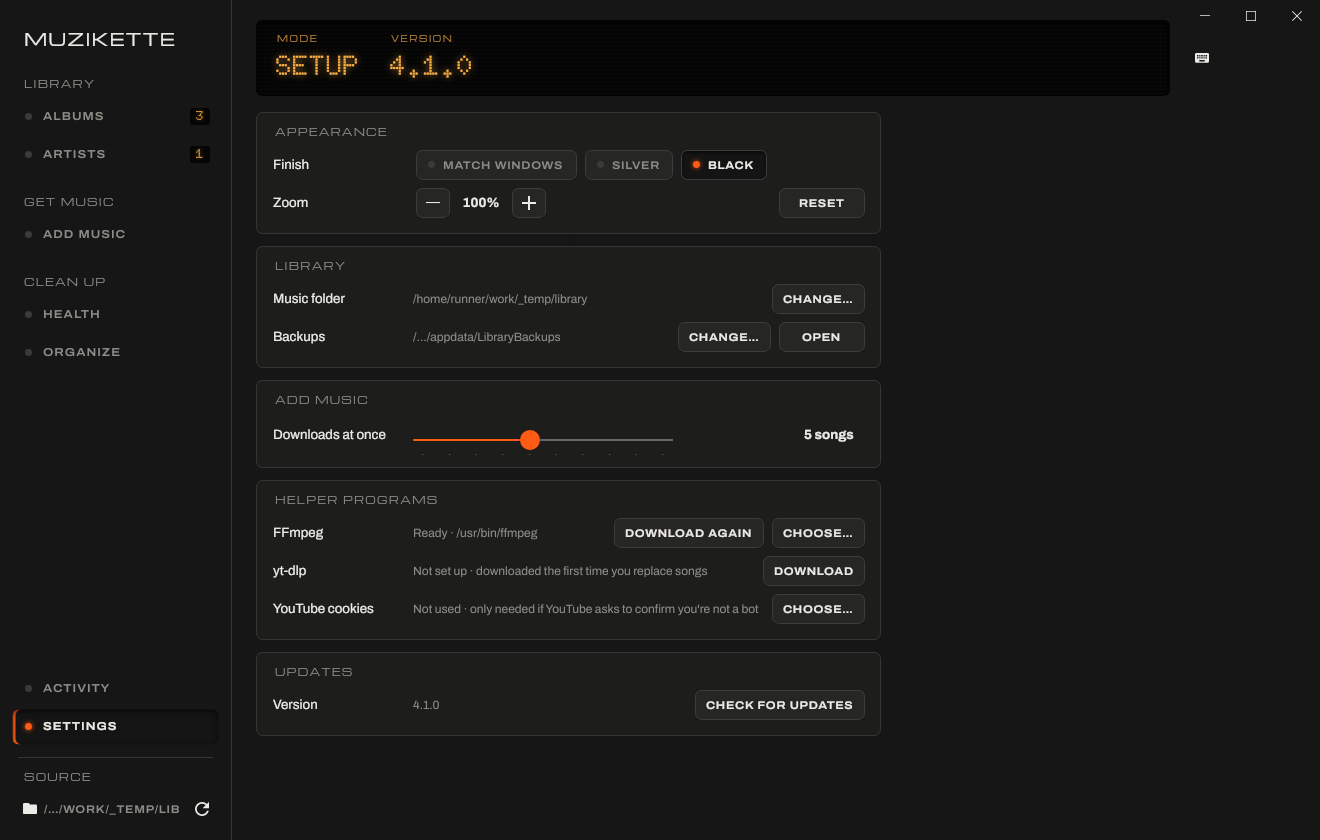 MUZIKETTE
LIBRARY
ALBUMS 3
ARTISTS 1
GET MUSIC
ADD MUSIC
CLEAN UP
HEALTH
ORGANIZE
ACTIVITY
SETTINGS
SOURCE
/.../WORK/_TEMP/LIB
MODE VERSION
SETUP 4.1.0
APPEARANCE
Finish MATCH WINDOWS SILVER BLACK
Zoom 100% RESET
LIBRARY
Music folder /home/runner/work/_temp/library CHANGE...
Backups /.../appdata/LibraryBackups CHANGE... OPEN
ADD MUSIC
Downloads at once 5 songs
HELPER PROGRAMS
FFmpeg Ready · /usr/bin/ffmpeg DOWNLOAD AGAIN CHOOSE...
yt-dlp Not set up · downloaded the first time you replace songs DOWNLOAD
YouTube cookies Not used · only needed if YouTube asks to confirm you're not a bot CHOOSE...
UPDATES
Version 4.1.0 CHECK FOR UPDATES